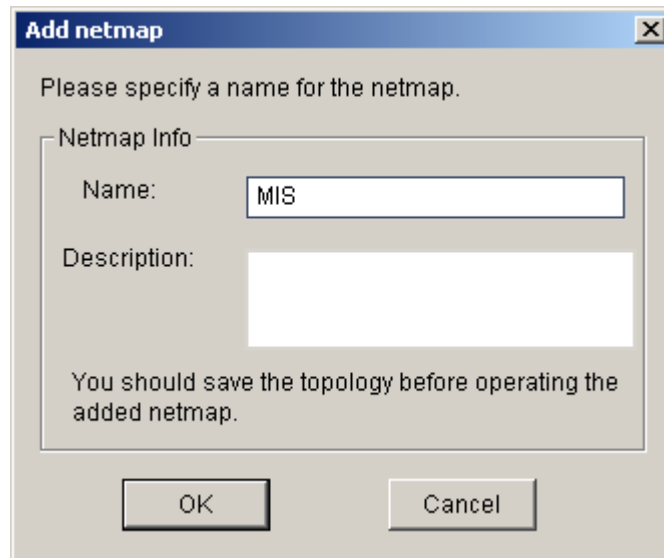 Add netmap
Please specify a name for the netmap.
Netmap Info
Name:
MIS
Description:
You should save the topology before operating the
added netmap.
OK
Cancel